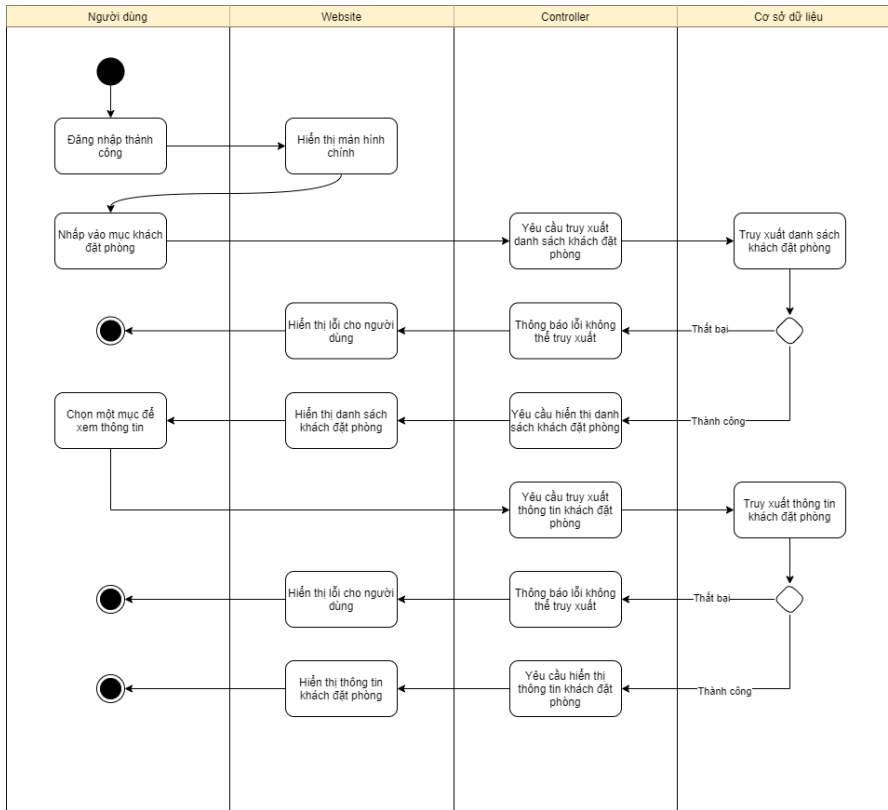 Người dùng
Website
Controller
Cơ sở dữ liệu
Đăng nhập thành
công
Hiển thị màn hình
chính
Nhấp vào mục khách
đặt phòng
Yêu cầu truy xuất
danh sách khách đặt
phòng
Truy xuất danh sách
khách đặt phòng
Hiển thị lỗi cho người
dùng
Thông báo lỗi không
thể truy xuất
Thất bại
Chọn một mục để
xem thông tin
Hiển thị danh sách
khách đặt phòng
Yêu cầu hiển thị danh
sách khách đặt phòng
Thành công
Yêu cầu truy xuất
thông tin khách đặt
phòng
Truy xuất thông tin
khách đặt phòng
Hiển thị lỗi cho người
dùng
Thông báo lỗi không
thể truy xuất
Thất bại
Hiển thị thông tin
khách đặt phòng
Yêu cầu hiển thị
thông tin khách đặt
phòng
Thành công